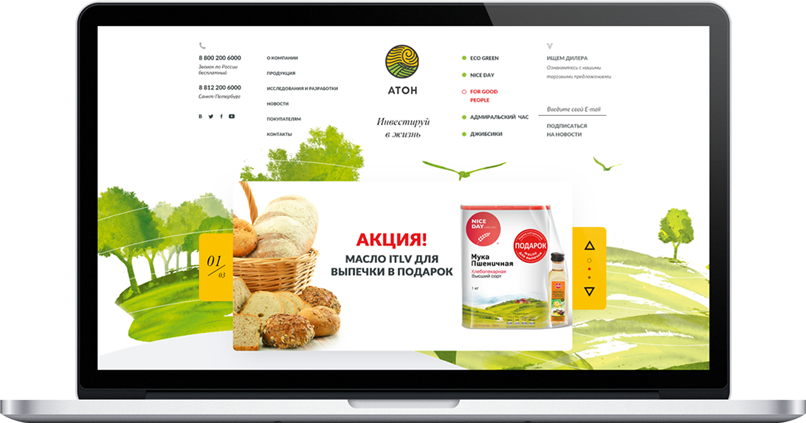 8 800 200 6000
Звонок по России
бесплатный
8 812 200 6000
Санкт-Петербург
О КОМПАНИИ
ПРОДУКЦИЯ
ИССЛЕДОВАНИЯ И РАЗРАБОТКИ
НОВОСТИ
ПОКУПАТЕЛЯМ
КОНТАКТЫ
АТОН
Инвестируй
в жизнь
ECO GREEN
NICE DAY
FOR GOOD
PEOPLE
АДМИРАЛЬСКИЙ ЧАС
ДЖИБСИКИ
ИЩЕМ ДИЛЕРА
Ознакомтесь с нашими
торговыми предложениями
Введите свой E-mail
ПОДПИСАТЬСЯ
НА НОВОСТИ
01
03
АКЦИЯ!
МАСЛО ITLV ДЛЯ
ВЫПЕЧКИ В ПОДАРОК
NICE
DAY
ПОДАРОК
Мука
Пшеничная
Хлебопекарная
Высший сорт
1 кг